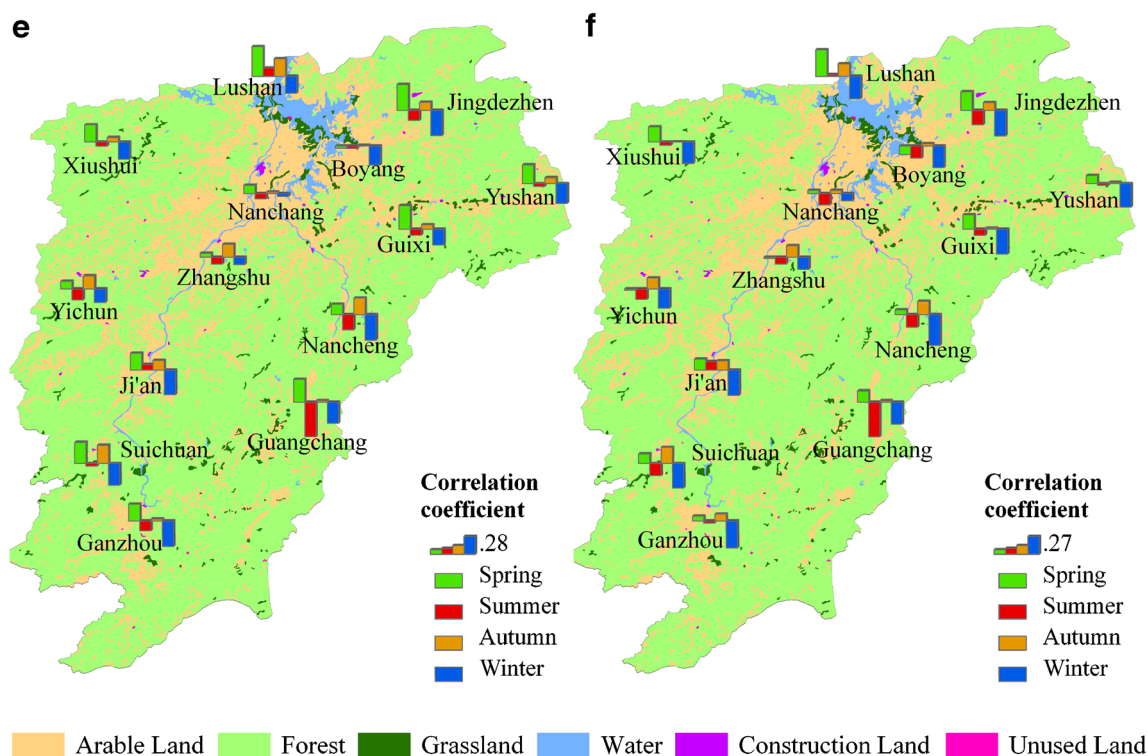 e
Lushan
Jingdezhen
Xiushui
Boyang
Yushan
Nanchang
Guixi
Zhangshu
Yichun
Nancheng
Ji'an
Guangchang
Suichuan
Ganzhou
Correlation
coefficient
.28
Spring
Summer
Autumn
Winter
f
Lushan
Jingdezhen
Xiushui
Boyang
Yushan
Nanchang
Guixi
Zhangshu
Yichun
Nancheng
Ji'an
Guangchang
Suichuan
Ganzhou
Correlation
coefficient
.27
Spring
Summer
Autumn
Winter
Arable Land Forest Grassland Water Construction Land Unused Land